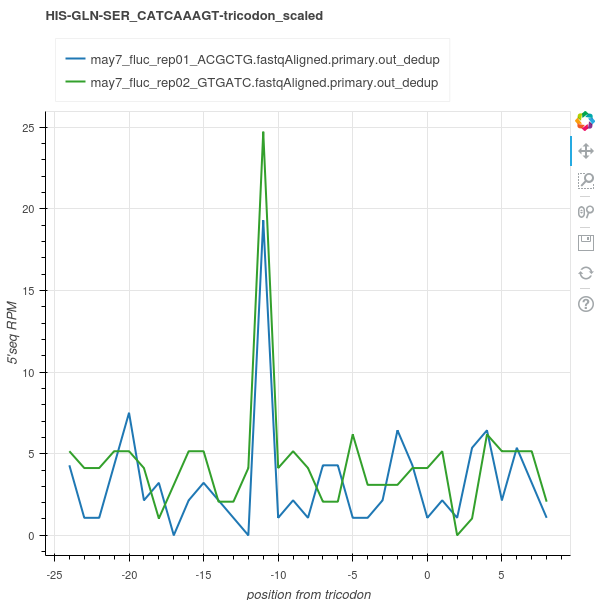 HIS-GLN-SER_CATCAAAGT-tricodon_scaled
may7_fluc_rep01_ACGCTG.fastqAligned.primary.out_dedup
may7_fluc_rep02_GTGATC.fastqAligned.primary.out_dedup
25
20
15
10
5
0
5'seq RPM
-25 -20 -15 -10 -5 0 5
position from tricodon